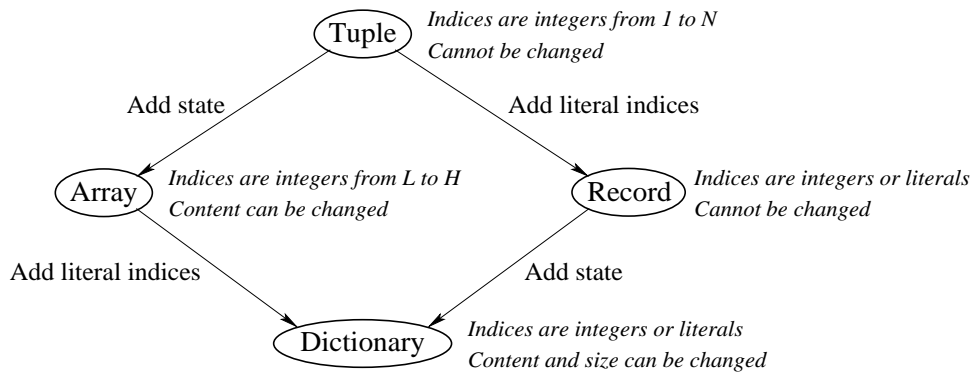 Tuple
Indices are integers from 1 to N
Cannot be changed
Add state
Add literal indices
Array
Indices are integers from L to H
Content can be changed
Record
Indices are integers or literals
Cannot be changed
Add literal indices
Add state
Dictionary
Indices are integers or literals
Content and size can be changed